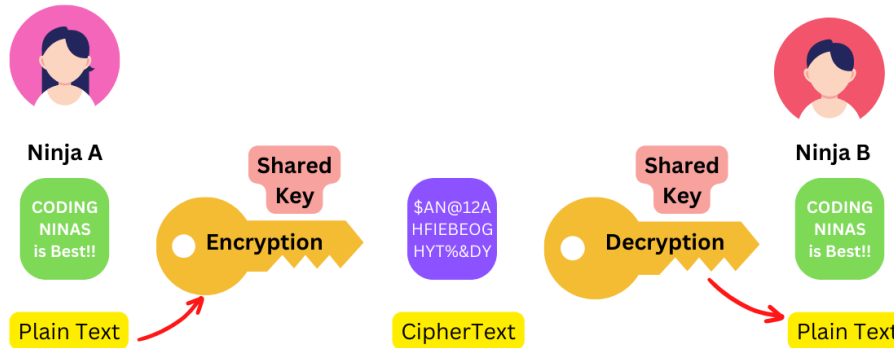 Ninja A
Ninja B
Shared
Key
Shared
Key
CODING
NINAS
is Best!!
Encryption
$AN@12A
HFIEBEOG
HYT%&DY
Decryption
CODING
NINAS
is Best!!
Plain Text
CipherText
Plain Text